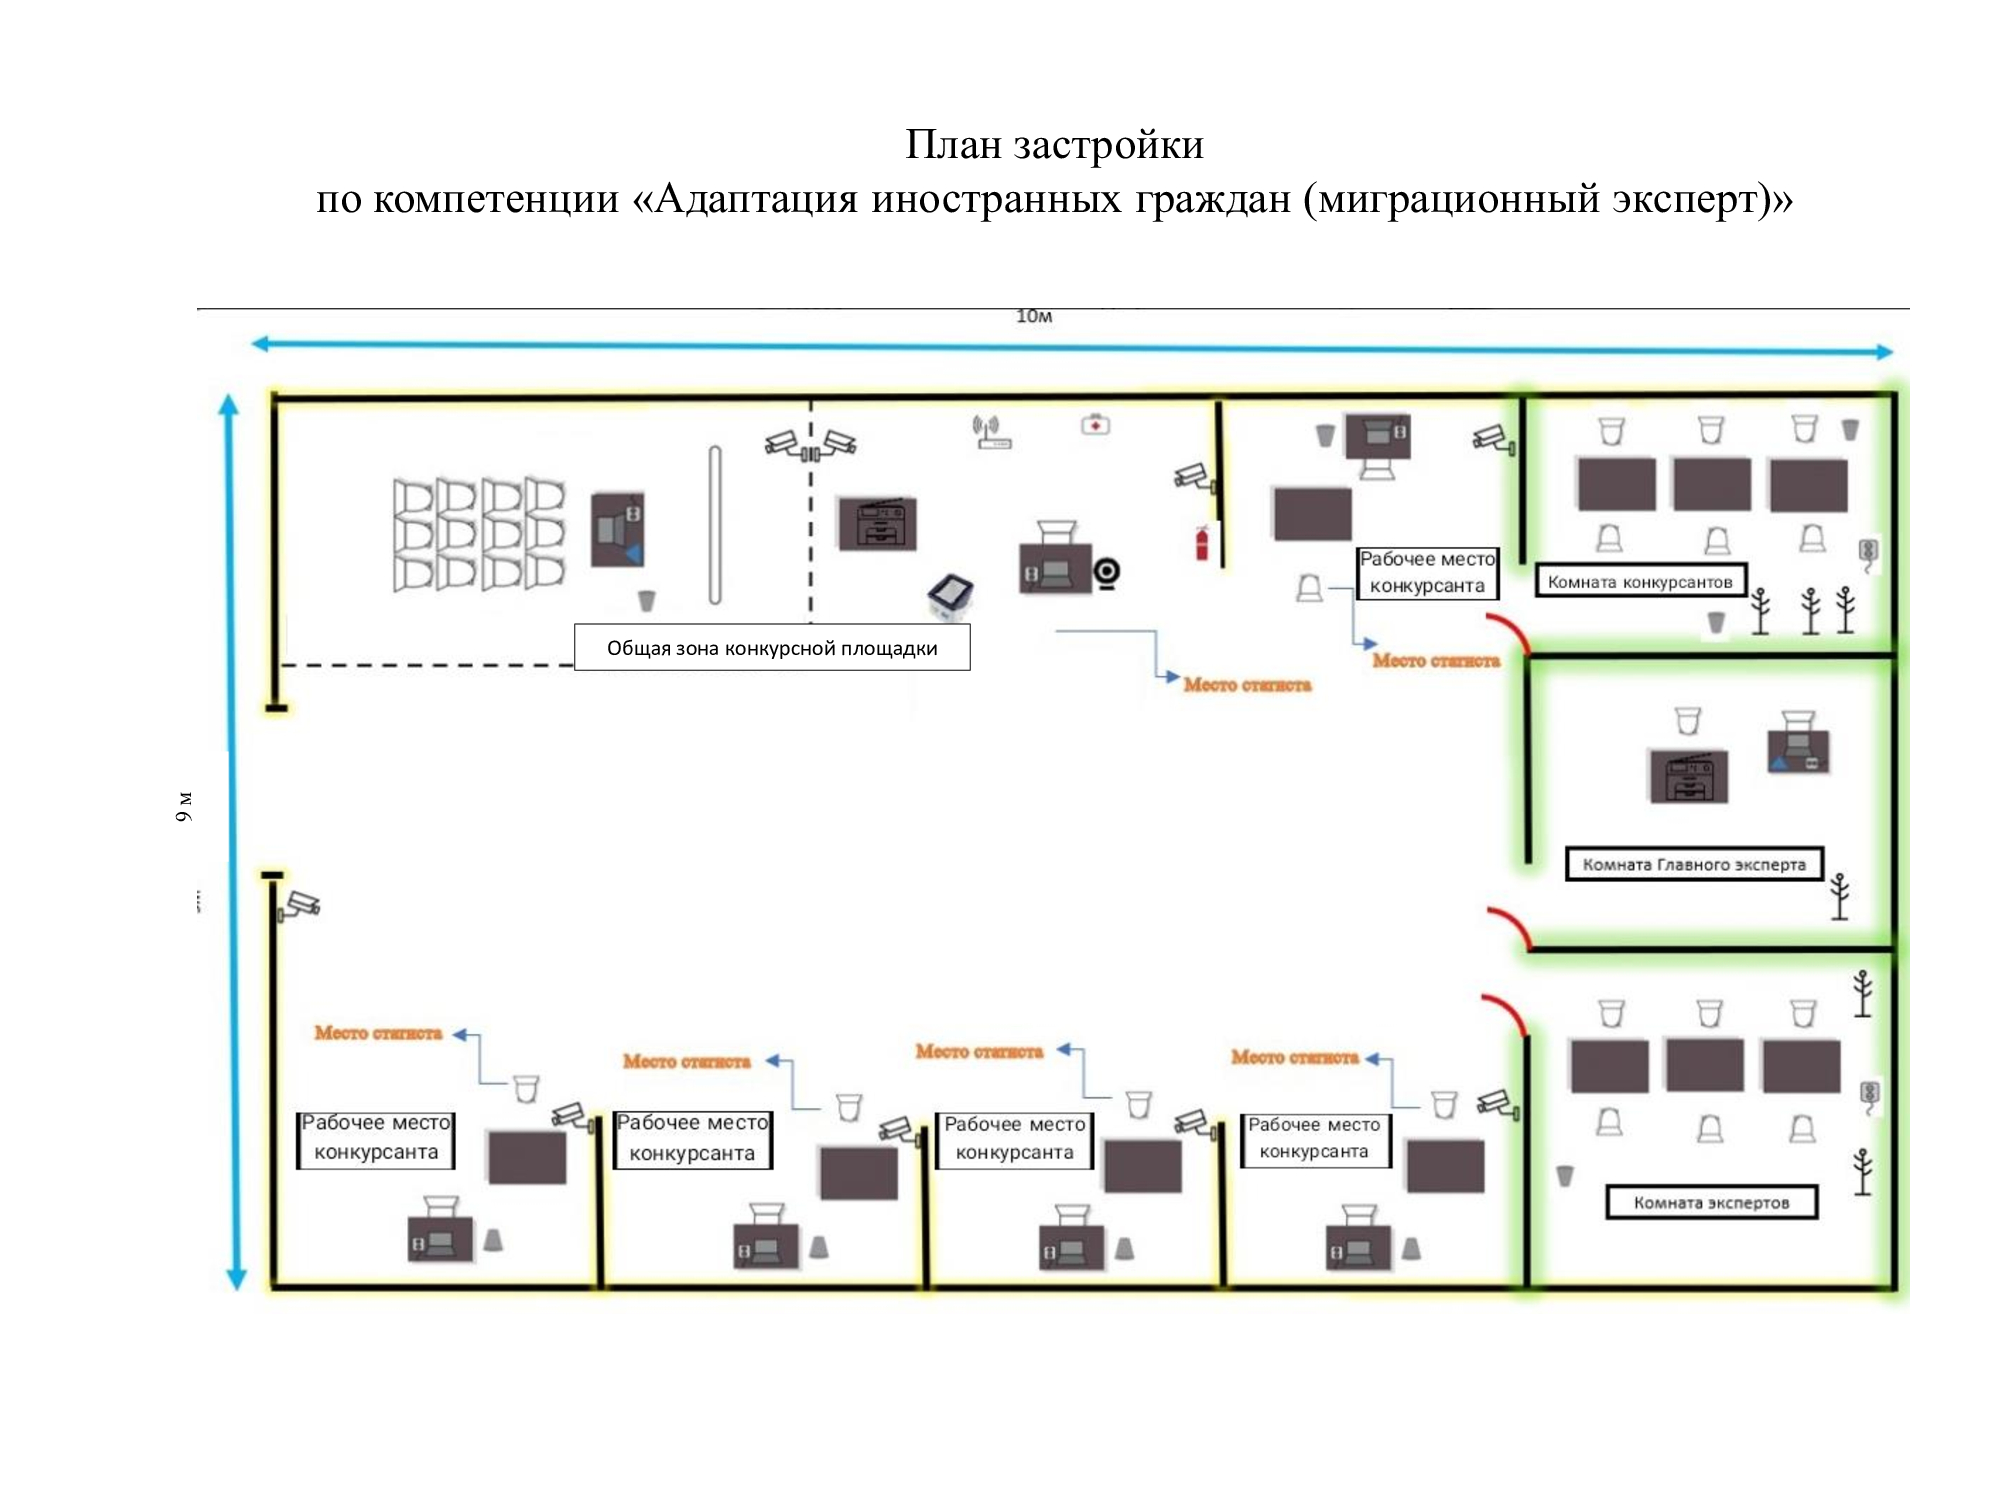 План застройки
по компетенции «Адаптация иностранных граждан (миграционный эксперт)»
10м
9 м
Рабочее место
конкурсанта
Комната конкурсантов
Общая зона конкурсной площадки
Место статиста
Место статиста
Комната Главного эксперта
Место статиста
Место статиста
Место статиста
Место статиста
Рабочее место
конкурсанта
Рабочее место
конкурсанта
Рабочее место
конкурсанта
Рабочее место
конкурсанта
Комната экспертов